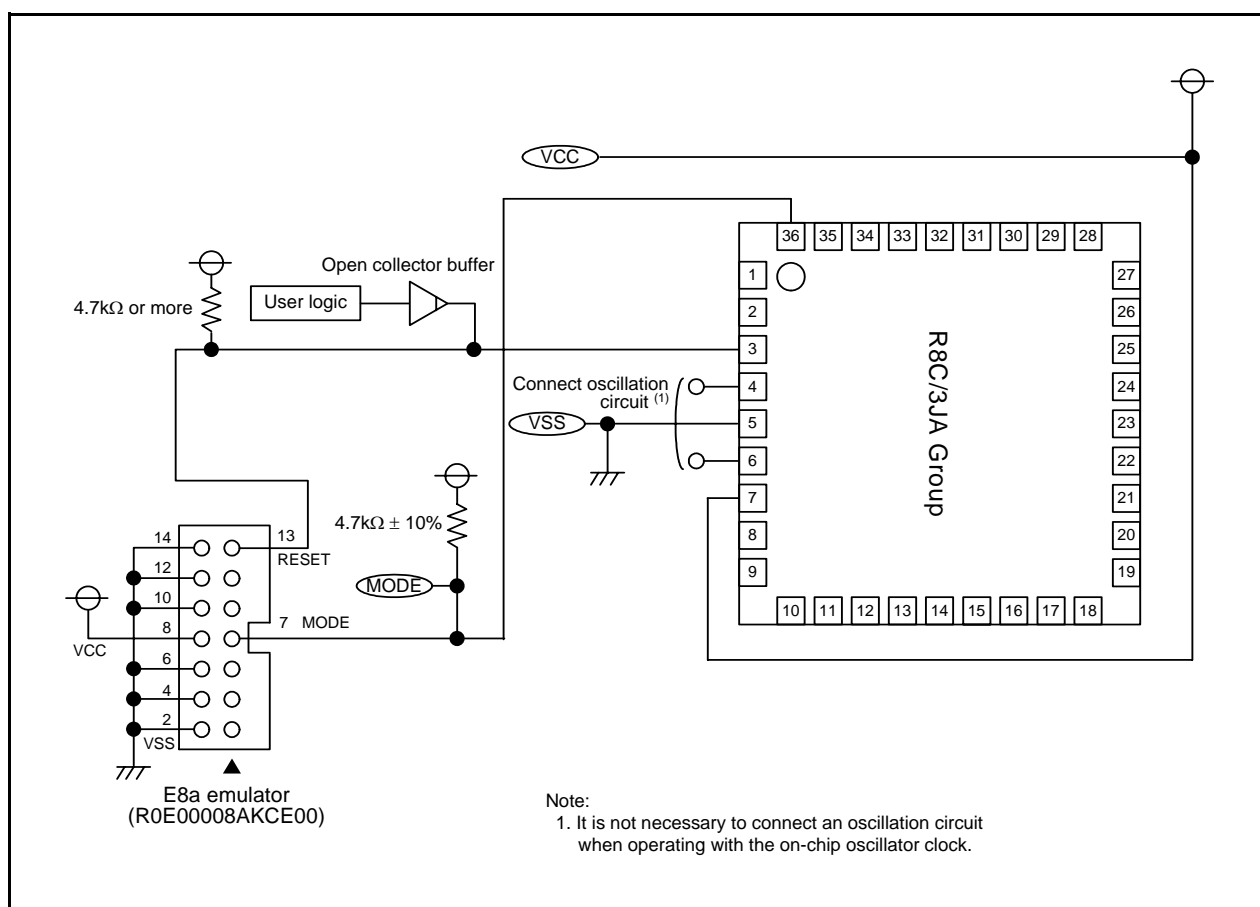 VCC
4.7kΩ or more
Open collector buffer
User logic
Connect oscillation
circuit (1)
VSS
4.7kΩ ± 10%
MODE
14
12
10
8
VCC
6
4
2
VSS
13
RESET
7 MODE
E8a emulator
(R0E00008AKCE00)
36 35 34 33 32 31 30 29 28
1
2
3
4
5
6
7
8
9
10 11 12 13 14 15 16 17 18
27
26
25
24
23
22
21
20
19
R8C/3JA Group
Note:
1. It is not necessary to connect an oscillation circuit
when operating with the on-chip oscillator clock.